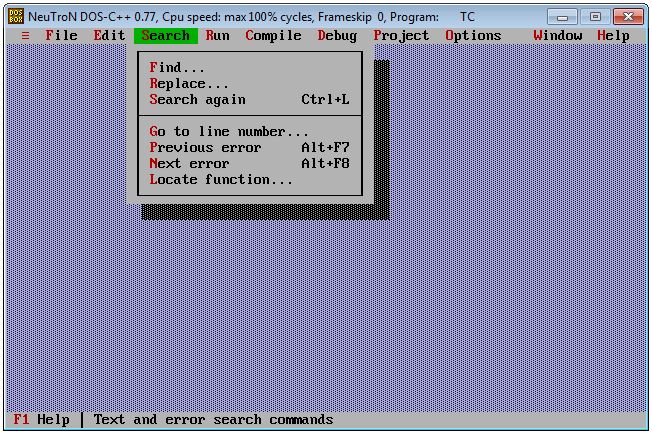 DOS BOX NeuTroN DOS-C++ 0.77, Cpu speed: max 100% cycles, Frameskip 0, Program: TC
≡ File Edit Search Run Compile Debug Project Options Window Help
Find...
Replace...
Search again Ctrl+L
Go to line number...
Previous error Alt+F7
Next error Alt+F8
Locate function...
F1 Help | Text and error search commands